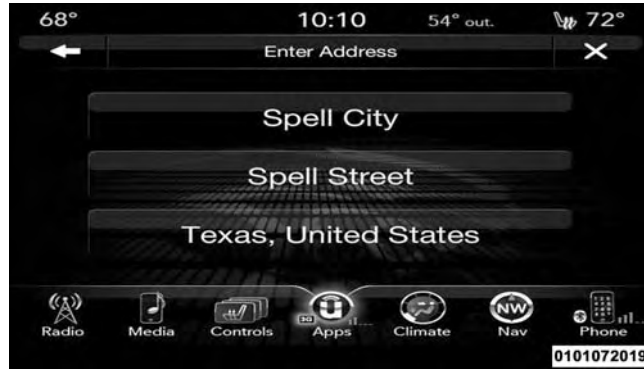 68° 10:10 54° out. 72°
Enter Address
Spell City
Spell Street
Texas, United States
NW
3G
Radio Media Controls Apps Climate Nav Phone
0101072019